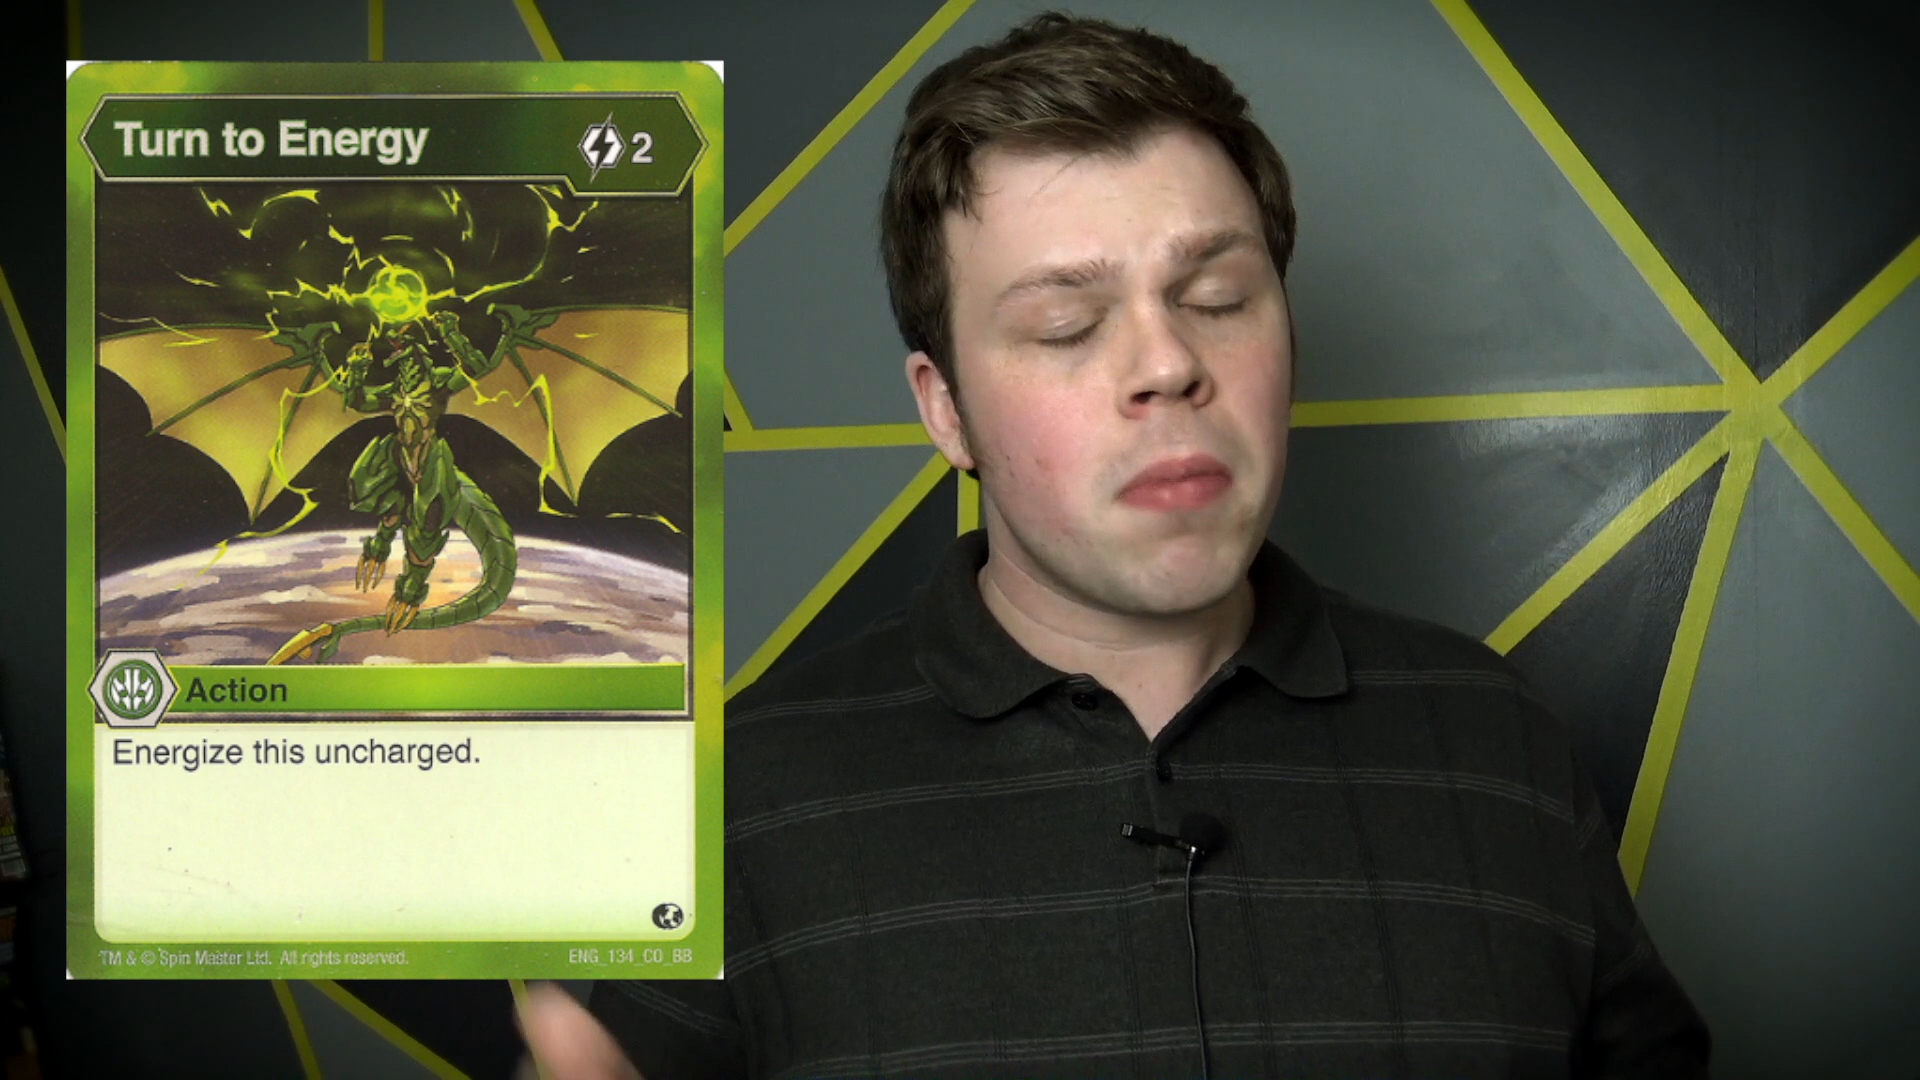 Turn to Energy
2
Action
Energize this uncharged.
TM & © Spin Master Ltd. All rights reserved.
ENG_134_CO_BB